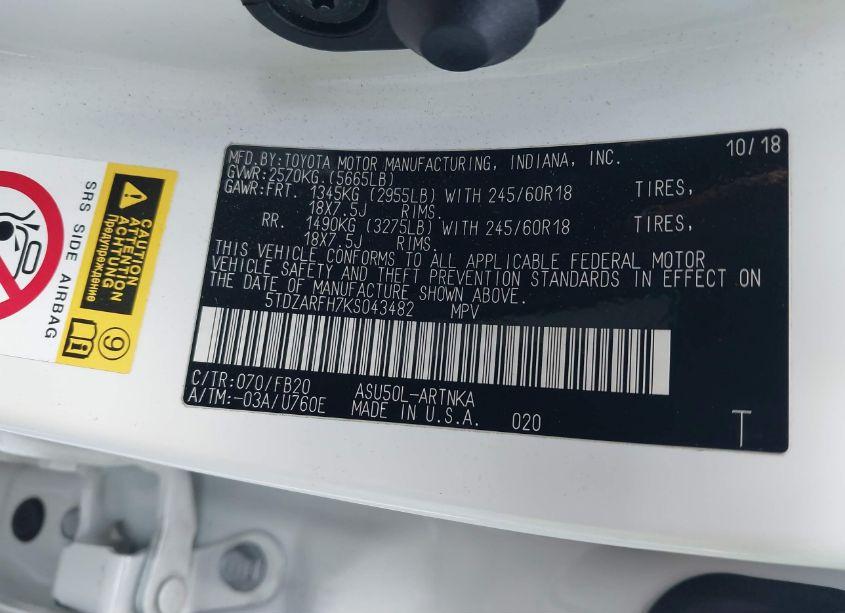 MFD.BY:TOYOTA MOTOR MANUFACTURING, INDIANA, INC. 10/18
GVWR:2570KG (5665LB)
GAWR:FRT. 1345KG (2955LB) WITH 245/60R18 TIRES,
18X7.5J RIMS.
RR. 1490KG (3275LB) WITH 245/60R18 TIRES,
18X7.5J RIMS.
THIS VEHICLE CONFORMS TO ALL APPLICABLE FEDERAL MOTOR
VEHICLE SAFETY AND THEFT PREVENTION STANDARDS IN EFFECT ON
THE DATE OF MANUFACTURE SHOWN ABOVE.
5TDZARFH7KS043482 MPV
C/TR:070/FB20 ASU50L-ARTNKA
A/TM:-03A/U760E MADE IN U.S.A. 020
T
SRS SIDE AIRBAG
CAUTION
ATTENTION
ACHTUNG
Предупреждение
9